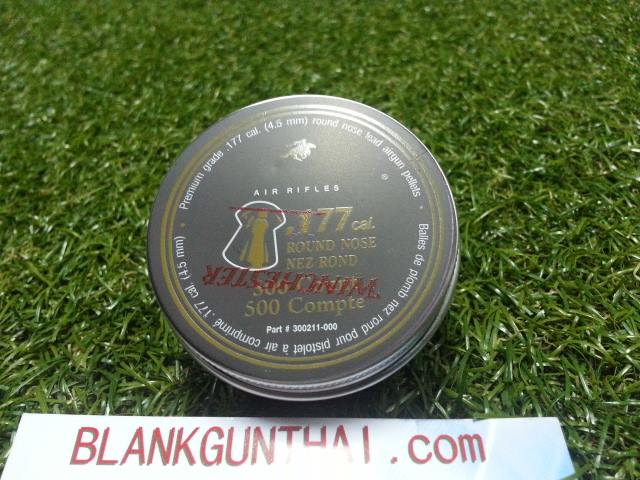 Premium grade .177 cal. (4.5 mm) round nose lead airgun pellets
AIR RIFLES
®
.177 cal.
ROUND NOSE
NEZ ROND
WINCHESTER
500 Compte
Part # 300211-000
Balles de plomb nez rond pour pistolet à air comprimé .177 cal. (4.5 mm)
BLANKGUNTHAI.com